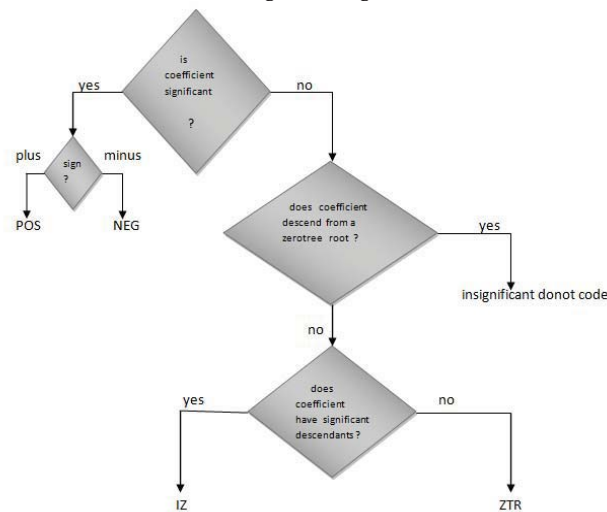 is
coefficient
significant
?
yes
no
plus
sign
?
minus
POS
NEG
does coefficient
descend from a
zerotree root ?
yes
insignificant donot code
no
does
coefficient
have significant
descendants ?
yes
no
IZ
ZTR